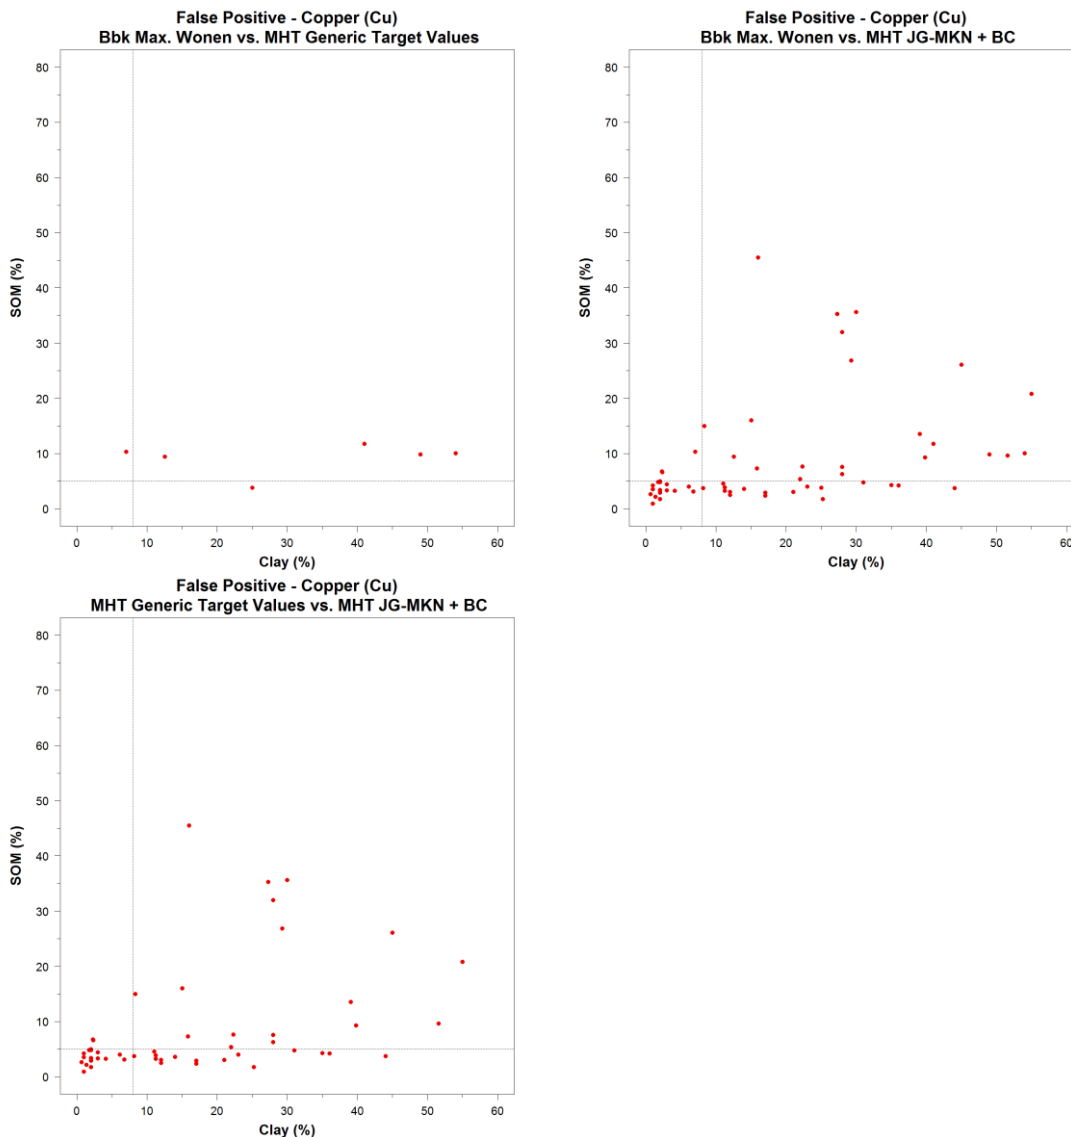 False Positive - Copper (Cu)
Bbk Max. Wonen vs. MHT Generic Target Values
80
70
60
50
40
30
20
10
0
SOM (%)
0 10 20 30 40 50 60
Clay (%)
False Positive - Copper (Cu)
Bbk Max. Wonen vs. MHT JG-MKN + BC
80
70
60
50
40
30
20
10
0
SOM (%)
0 10 20 30 40 50 60
Clay (%)
False Positive - Copper (Cu)
MHT Generic Target Values vs. MHT JG-MKN + BC
80
70
60
50
40
30
20
10
0
SOM (%)
0 10 20 30 40 50 60
Clay (%)